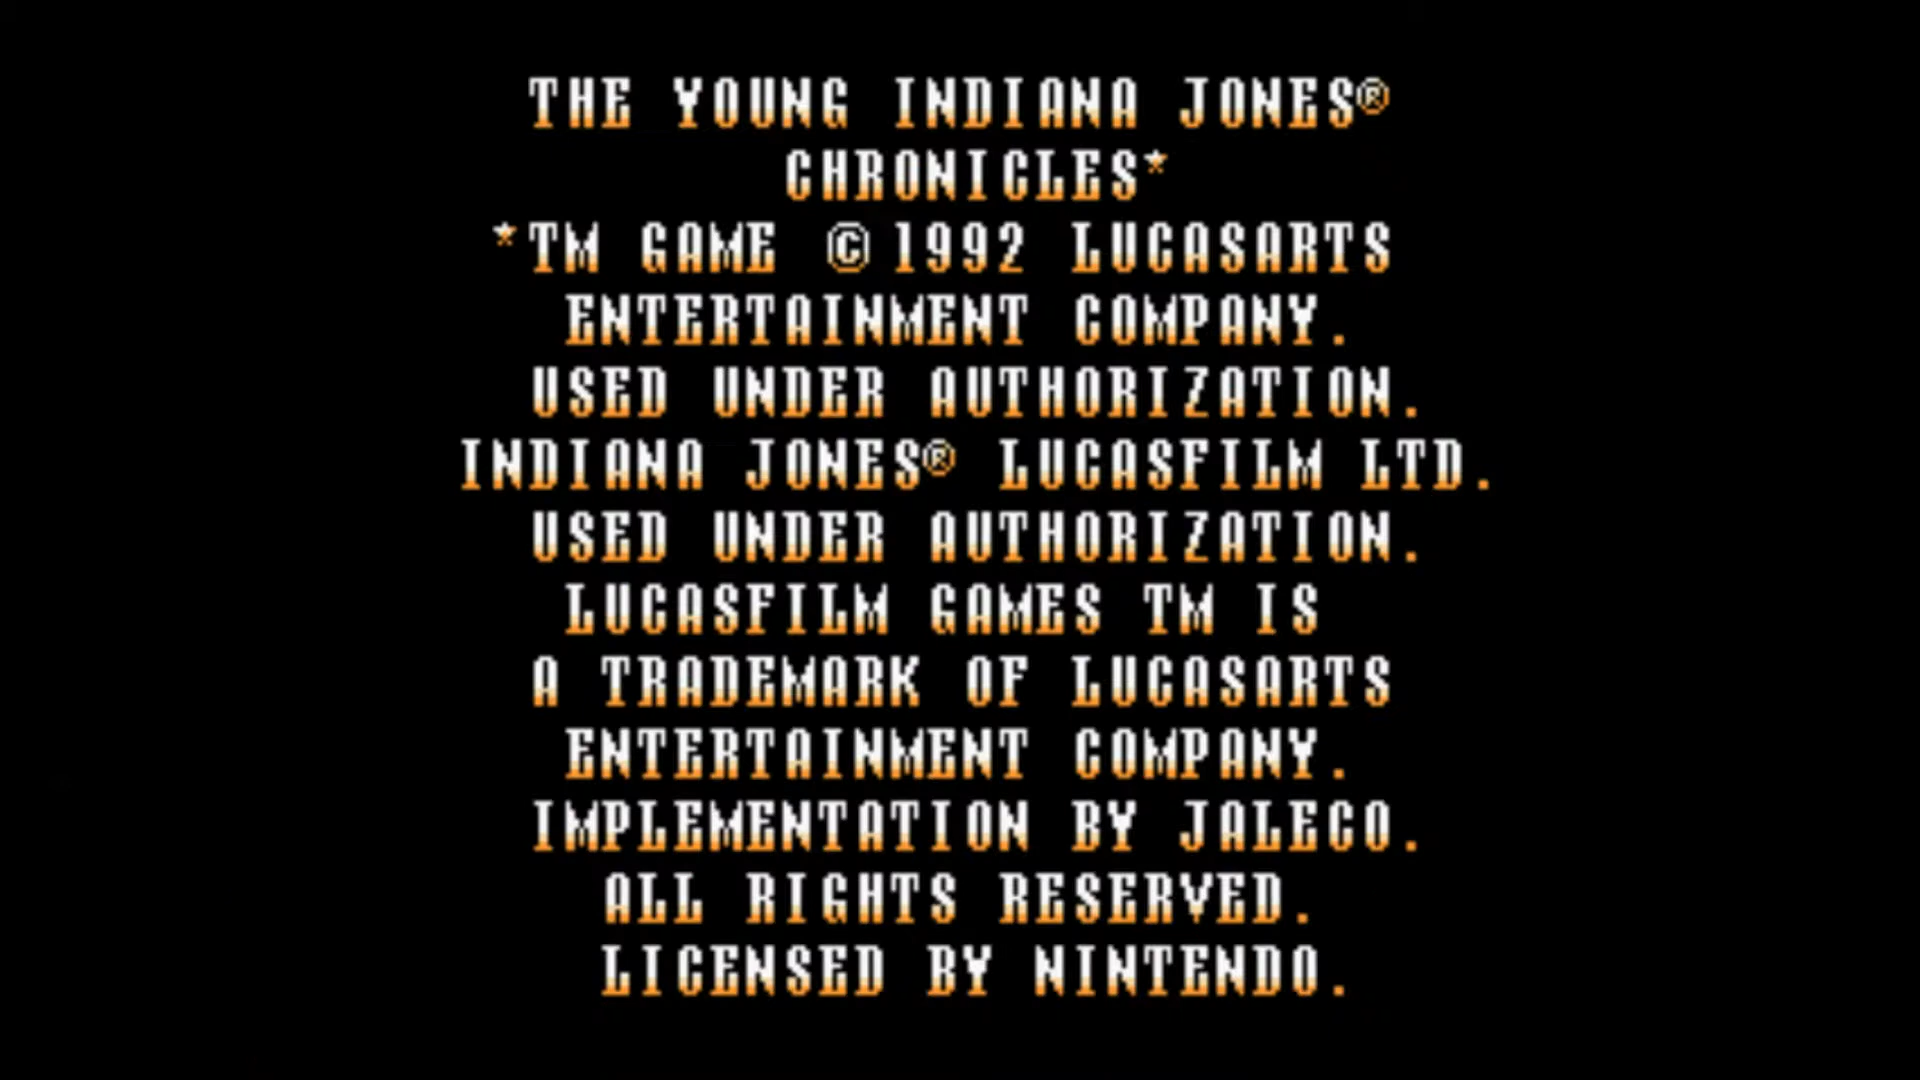 THE YOUNG INDIANA JONES®
CHRONICLES*
*TM GAME ©1992 LUCASARTS
ENTERTAINMENT COMPANY.
USED UNDER AUTHORIZATION.
INDIANA JONES® LUCASFILM LTD.
USED UNDER AUTHORIZATION.
LUCASFILM GAMES TM IS
A TRADEMARK OF LUCASARTS
ENTERTAINMENT COMPANY.
IMPLEMENTATION BY JALECO.
ALL RIGHTS RESERVED.
LICENSED BY NINTENDO.